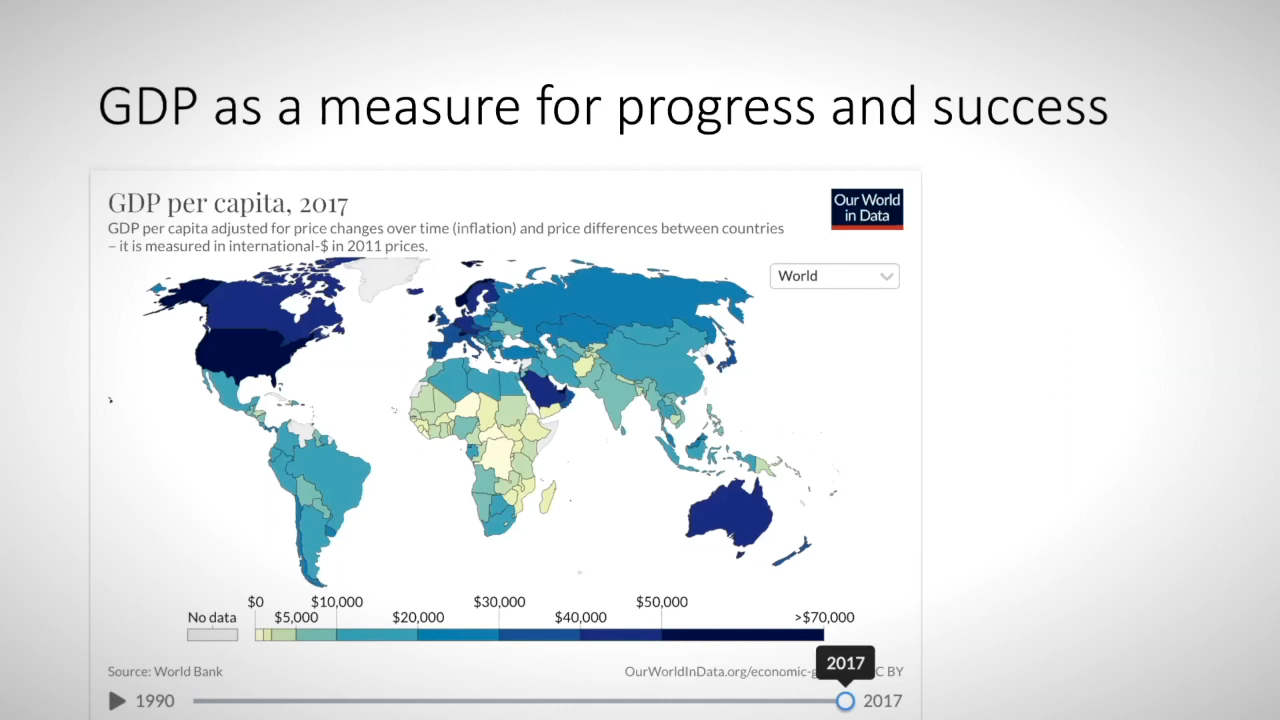 GDP as a measure for progress and success
GDP per capita, 2017
Our World
in Data
GDP per capita adjusted for price changes over time (inflation) and price differences between countries
– it is measured in international-$ in 2011 prices.
World
$0 $10,000 $30,000 $50,000
No data $5,000 $20,000 $40,000 >$70,000
Source: World Bank
OurWorldInData.org/economic-g
C BY
2017
1990
2017